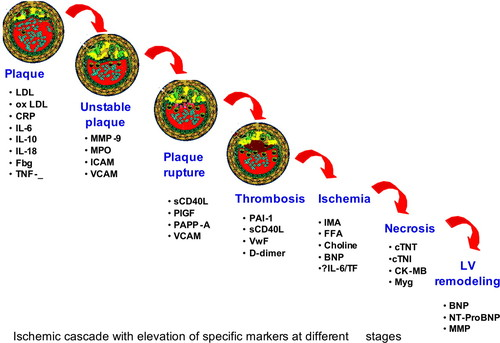 Plaque
• LDL
• ox LDL
• CRP
• IL-6
• IL-10
• IL-18
• Fbg
• TNF-_
Unstable
plaque
• MMP-9
• MPO
• ICAM
• VCAM
Plaque
rupture
• sCD40L
• PIGF
• PAPP-A
• VCAM
Thrombosis
• PAI-1
• sCD40L
• VwF
• D-dimer
Ischemia
• IMA
• FFA
• Choline
• BNP
• ?IL-6/TF
Necrosis
• cTNT
• cTNI
• CK-MB
• Myg
LV
remodeling
• BNP
• NT-ProBNP
• MMP
Ischemic cascade with elevation of specific markers at different stages